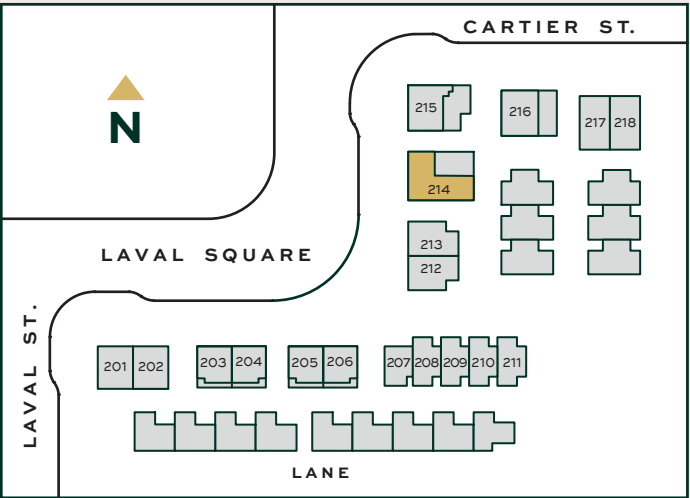 CARTIER ST.
N
215
216
217 218
214
213
212
LAVAL SQUARE
LAVAL ST.
201 202
203 204
205 206
207 208 209 210 211
LANE